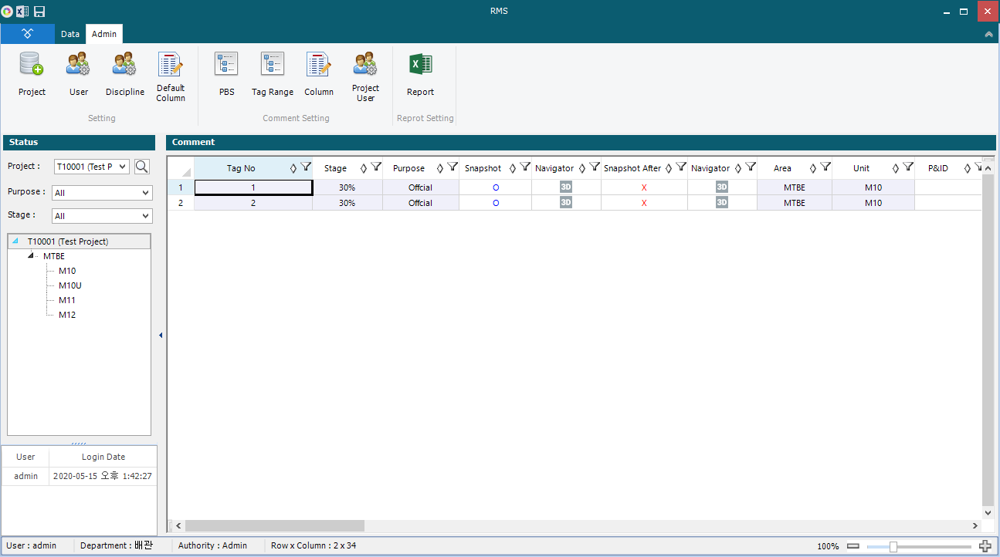 RMS
Data Admin
Project User Discipline Default Column PBS Tag Range Column Project User Report
Setting Comment Setting Reprot Setting
Status
Project : T10001 (Test P
Purpose : All
Stage : All
T10001 (Test Project)
MTBE
M10
M10U
M11
M12
User Login Date
admin 2020-05-15 오후 1:42:27
Comment
Tag No Stage Purpose Snapshot Navigator Snapshot After Navigator Area Unit P&ID
1 1 30% Offcial O 3D X 3D MTBE M10
2 2 30% Offcial O 3D X 3D MTBE M10
User : admin Department : 배관 Authority : Admin Row x Column : 2 x 34 100%